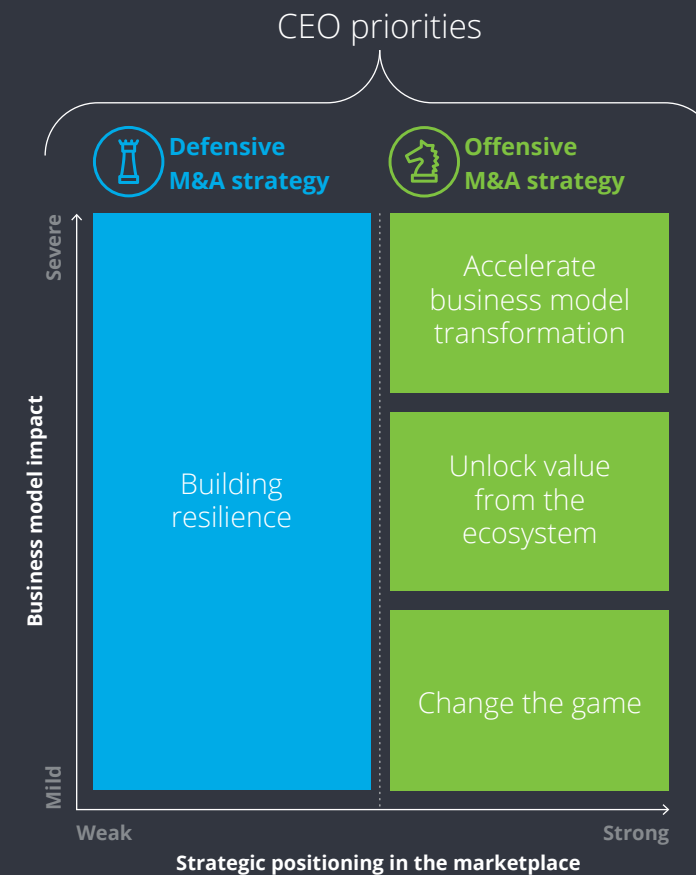 CEO priorities
Defensive
M&A strategy
Offensive
M&A strategy
Severe
Business model impact
Mild
Building
resilience
Accelerate
business model
transformation
Unlock value
from the
ecosystem
Change the game
Weak
Strong
Strategic positioning in the marketplace